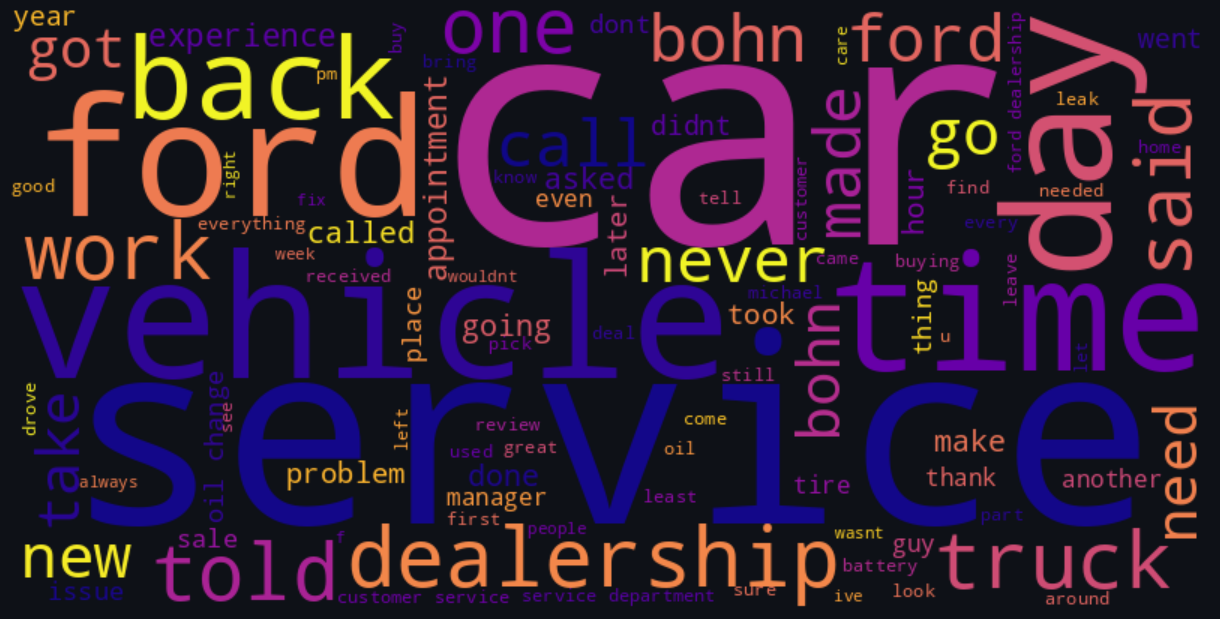 year
got
experience
buy
one
dont
bohn
care
ford
ford dealership
day
went
back
pm
bring
car
said
leak
ford
right
good
fix
appointment
call
didnt
know
asked
even
tell
customer
made
hour
go
find
needed
home
every
work
everything
called
week
received
wouldnt
later
never
came
buying
leave
vehicle
place
going
pick
deal
michael
took
still
bohn
time
thing
u
let
drove
take
oil change
see
always
service
left
problem
review
used
great
done
manager
first
come
oil
least
people
tire
make
thank
another
part
need
new
issue
sale
told
f
dealership
customer service
service department
sure
wasnt
battery
ive
guy
look
truck
around